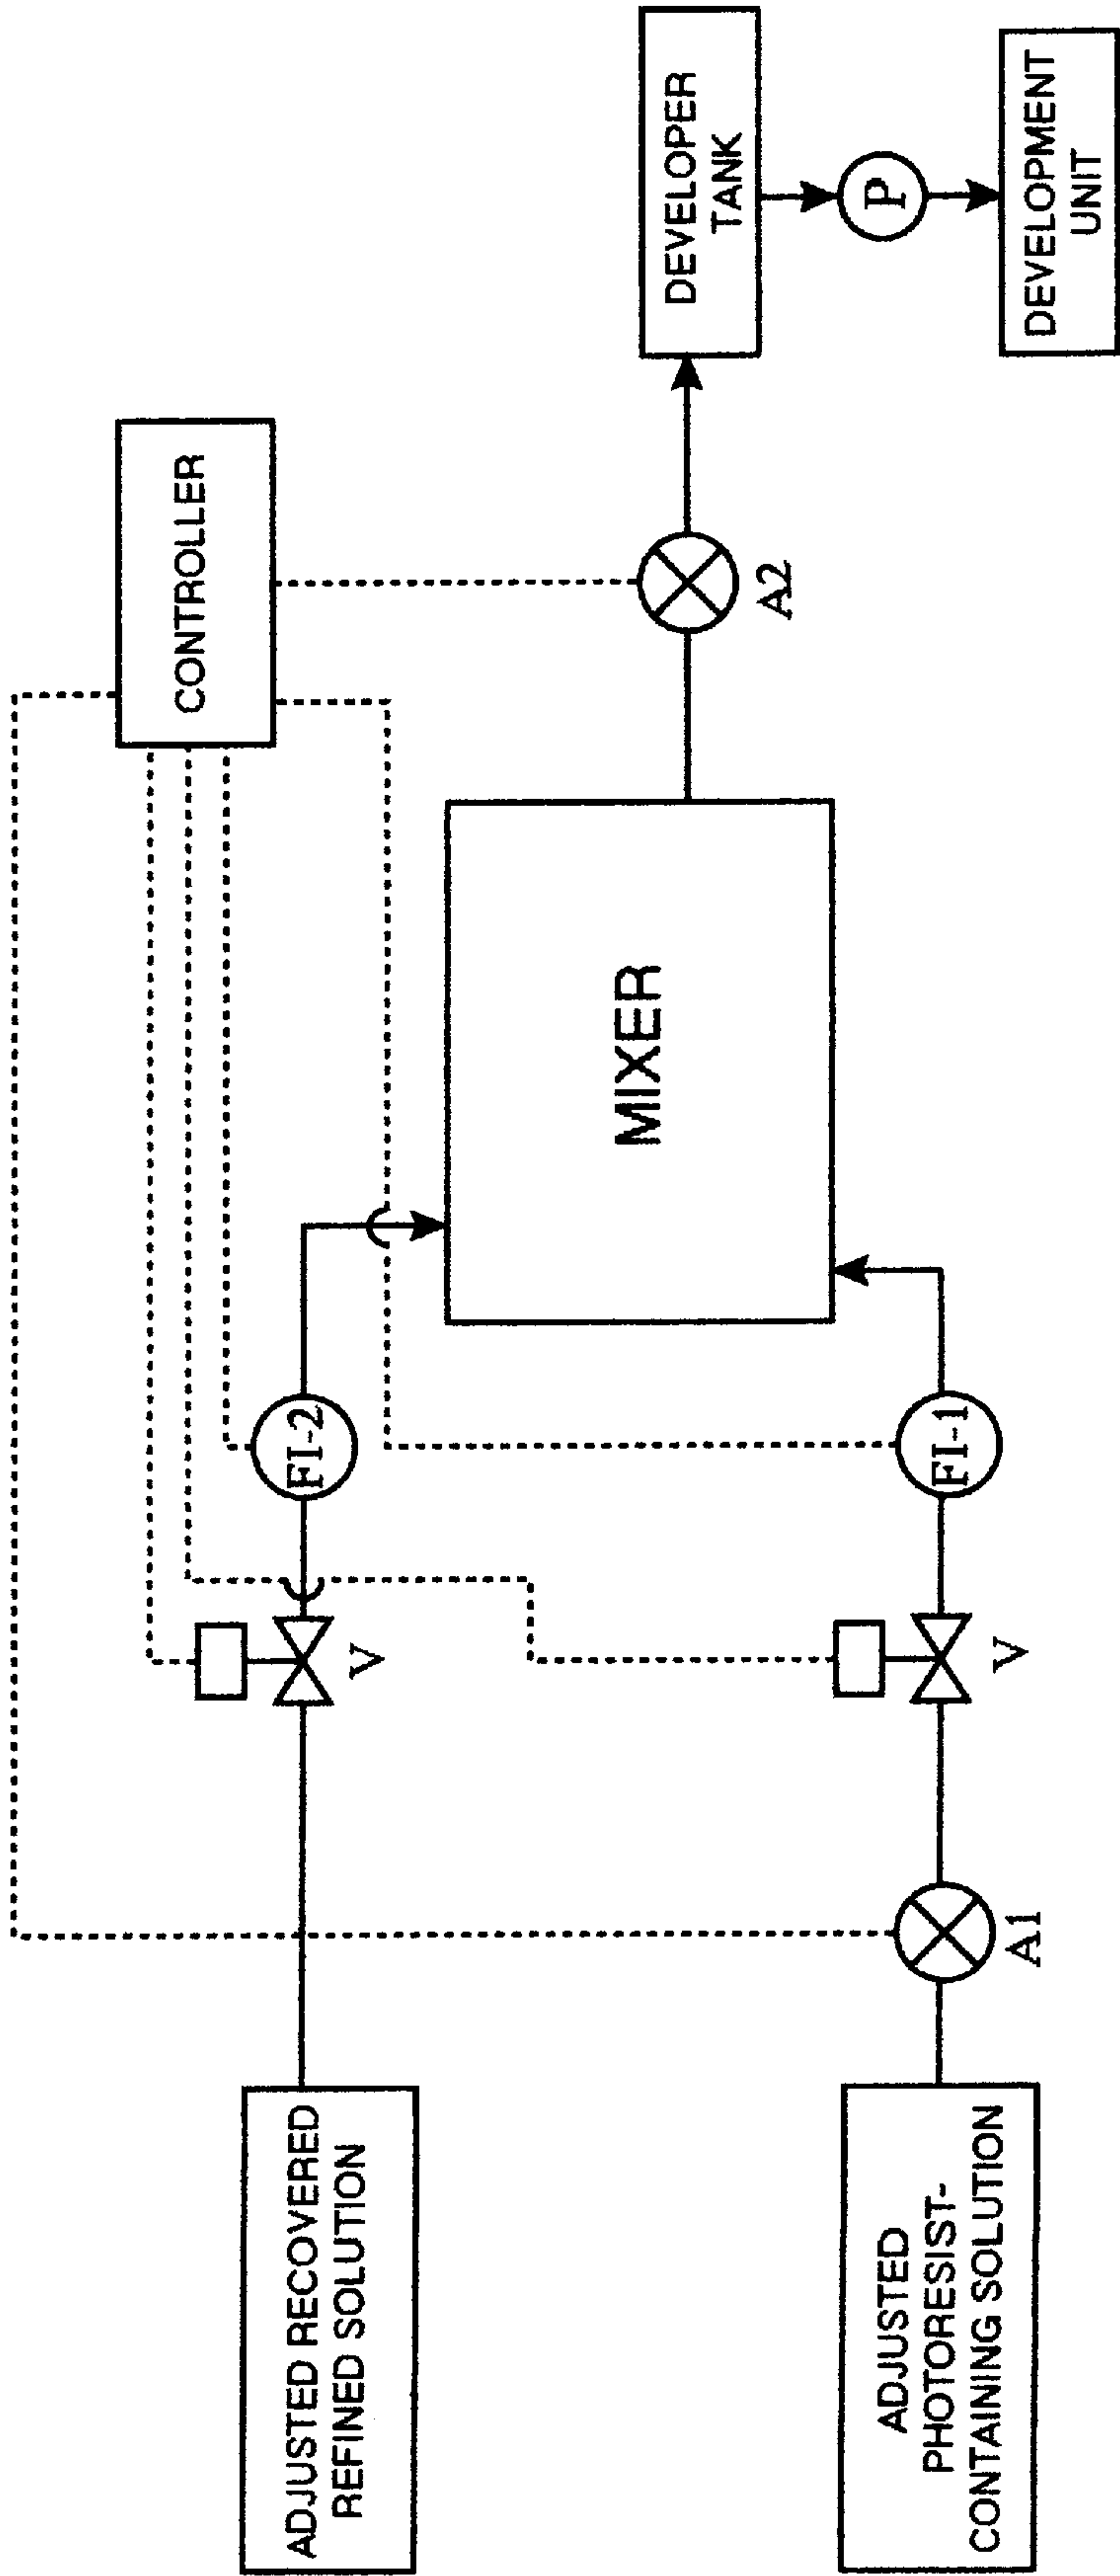 CONTROLLER
ADJUSTED RECOVERED
REFINED SOLUTION
V
FI-2
MIXER
A2
DEVELOPER
TANK
P
DEVELOPMENT
UNIT
ADJUSTED
PHOTORESIST-
CONTAINING SOLUTION
A1
V
FI-1